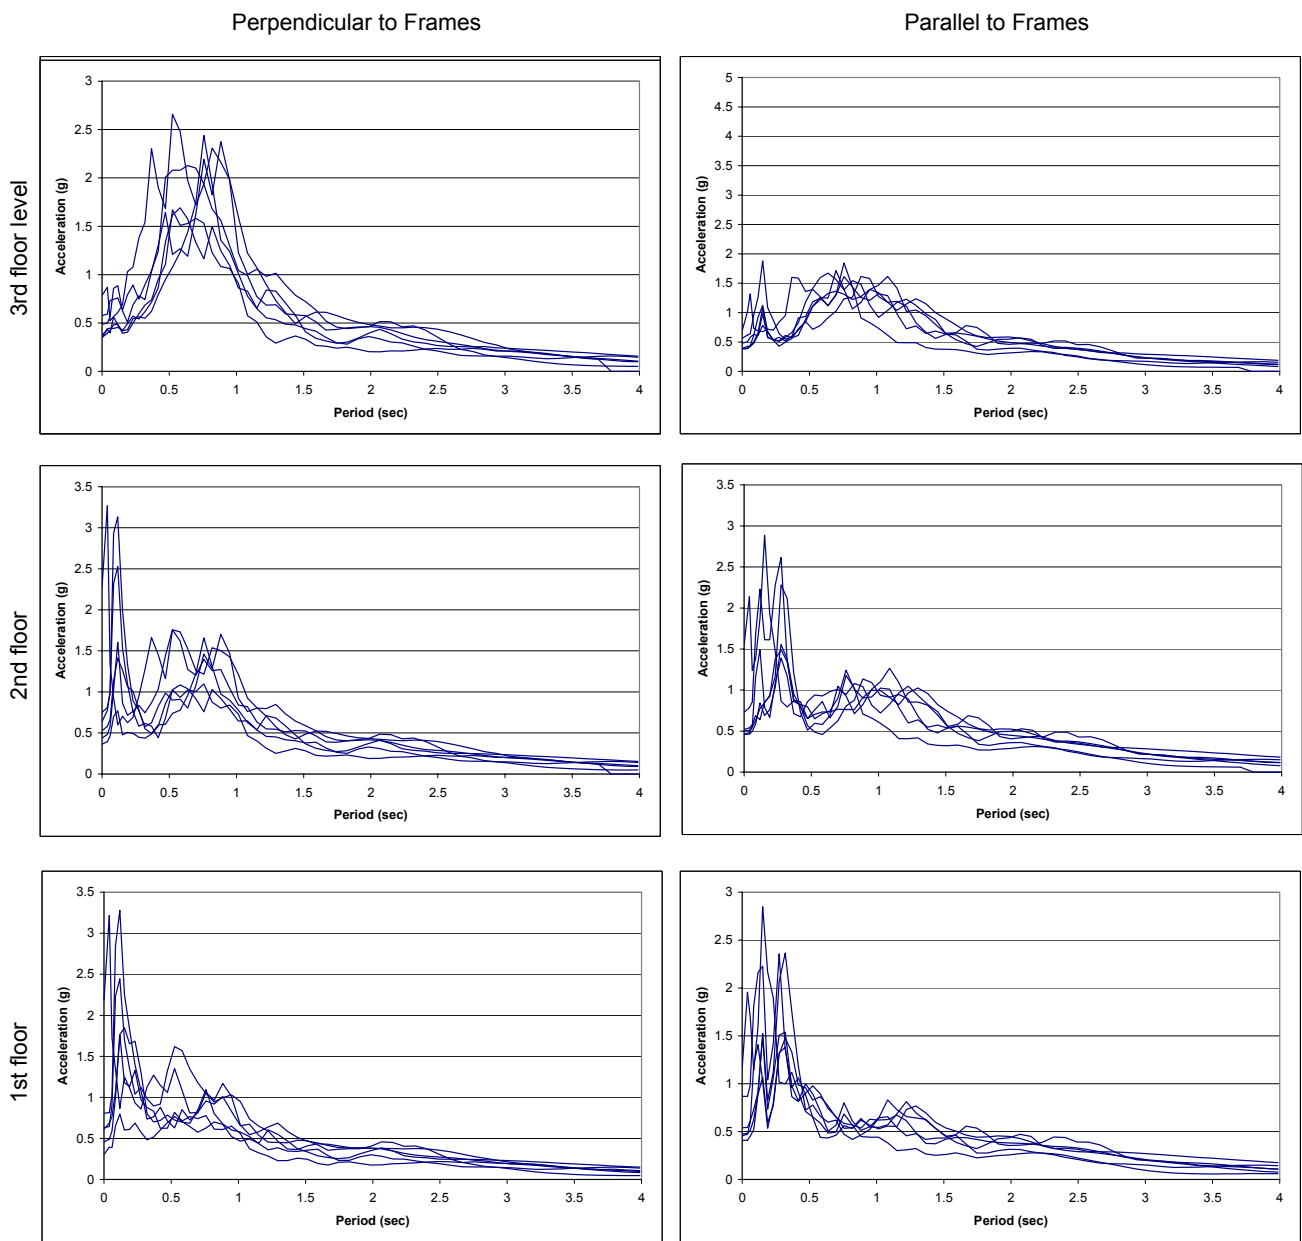 Perpendicular to Frames
Parallel to Frames
3rd floor level
3
2.5
2
1.5
1
0.5
0
Acceleration (g)
0 0.5 1 1.5 2 2.5 3 3.5 4
Period (sec)
5
4.5
4
3.5
3
2.5
2
1.5
1
0.5
0
Acceleration (g)
0 0.5 1 1.5 2 2.5 3 3.5 4
Period (sec)
2nd floor
3.5
3
2.5
2
1.5
1
0.5
0
Acceleration (g)
0 0.5 1 1.5 2 2.5 3 3.5 4
Period (sec)
3.5
3
2.5
2
1.5
1
0.5
0
Acceleration (g)
0 0.5 1 1.5 2 2.5 3 3.5 4
Period (sec)
1st floor
3.5
3
2.5
2
1.5
1
0.5
0
Acceleration (g)
0 0.5 1 1.5 2 2.5 3 3.5 4
Period (sec)
3
2.5
2
1.5
1
0.5
0
Acceleration (g)
0 0.5 1 1.5 2 2.5 3 3.5 4
Period (sec)